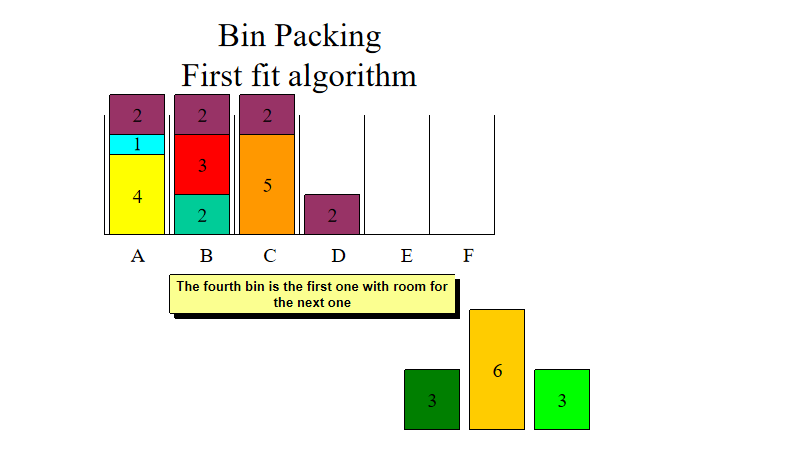 Bin Packing
First fit algorithm
2 2 2
1
3
4 5
2 2
A B C D E F
The fourth bin is the first one with room for
the next one
6
3 3